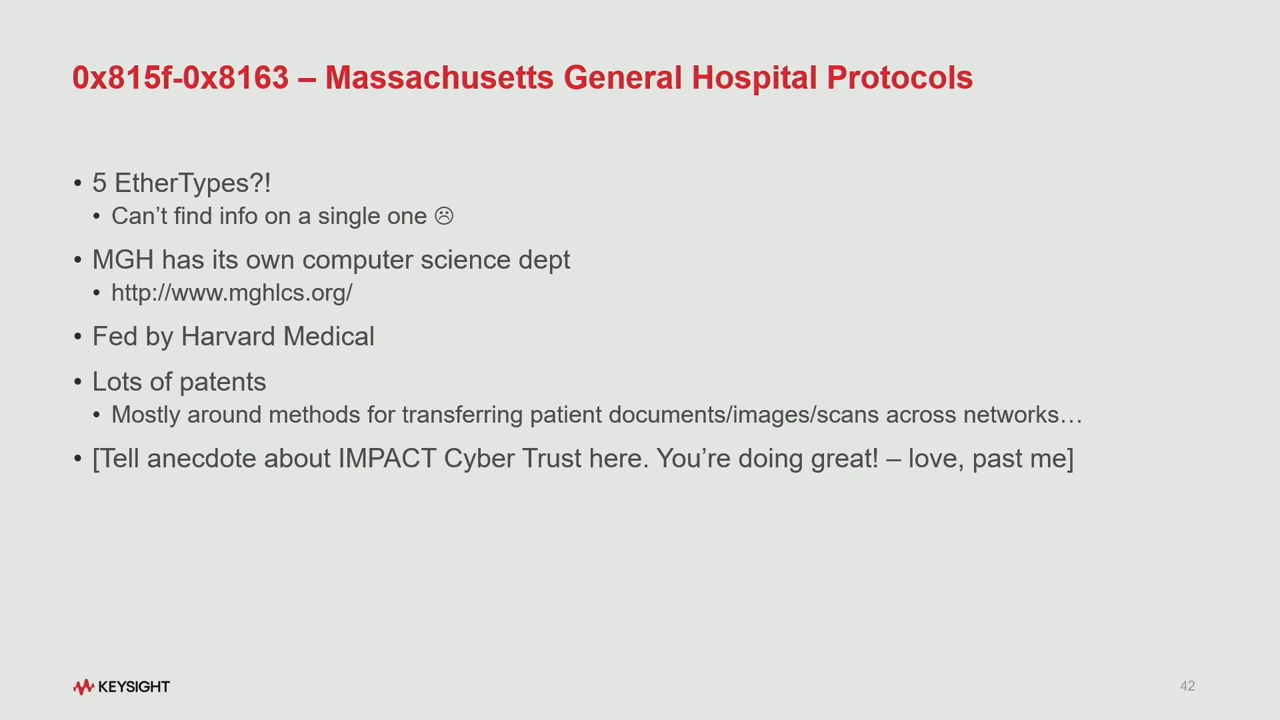 0x815f-0x8163 – Massachusetts General Hospital Protocols
• 5 EtherTypes?!
• Can’t find info on a single one ☹
• MGH has its own computer science dept
• http://www.mghlcs.org/
• Fed by Harvard Medical
• Lots of patents
• Mostly around methods for transferring patient documents/images/scans across networks…
• [Tell anecdote about IMPACT Cyber Trust here. You’re doing great! – love, past me]
KEYSIGHT
42